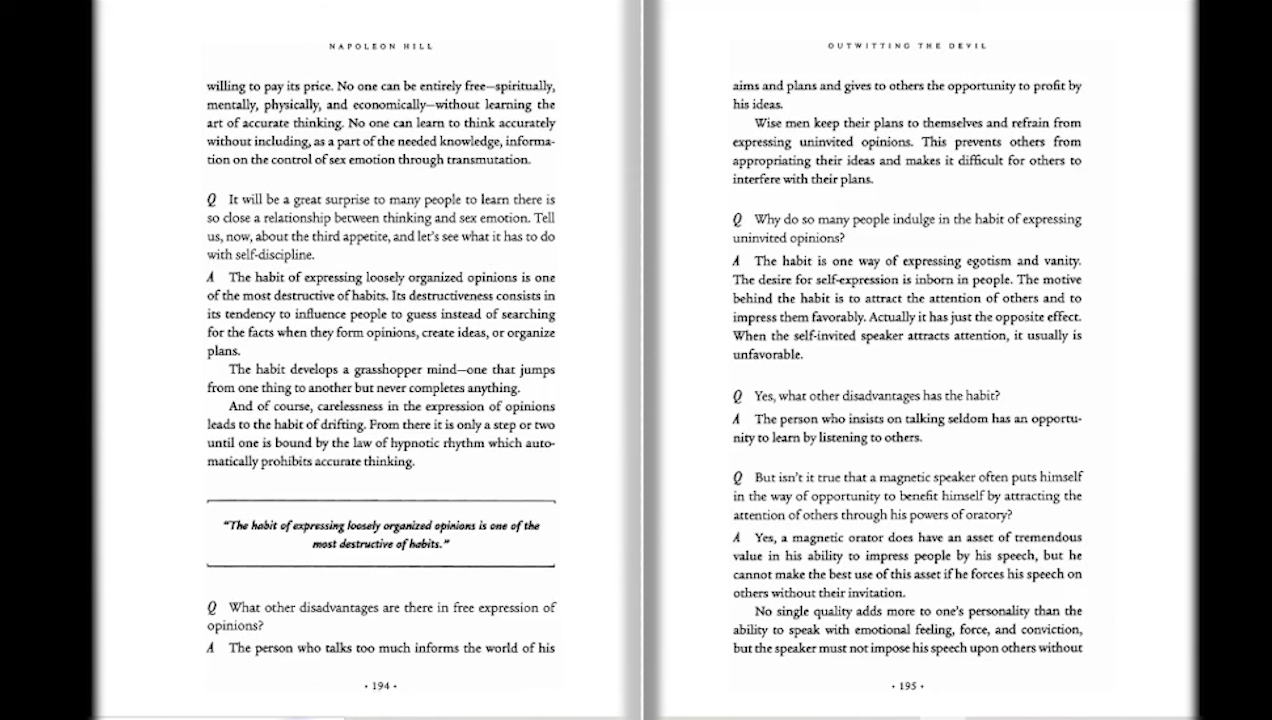 NAPOLEON HILL
willing to pay its price. No one can be entirely free—spiritually,
mentally, physically, and economically—without learning the
art of accurate thinking. No one can learn to think accurately
without including, as a part of the needed knowledge, informa-
tion on the control of sex emotion through transmutation.
Q It will be a great surprise to many people to learn there is
so close a relationship between thinking and sex emotion. Tell
us, now, about the third appetite, and let's see what it has to do
with self-discipline.
A The habit of expressing loosely organized opinions is one
of the most destructive of habits. Its destructiveness consists in
its tendency to influence people to guess instead of searching
for the facts when they form opinions, create ideas, or organize
plans.
The habit develops a grasshopper mind—one that jumps
from one thing to another but never completes anything.
And of course, carelessness in the expression of opinions
leads to the habit of drifting. From there it is only a step or two
until one is bound by the law of hypnotic rhythm which auto-
matically prohibits accurate thinking.
"The habit of expressing loosely organized opinions is one of the
most destructive of habits."
Q What other disadvantages are there in free expression of
opinions?
A The person who talks too much informs the world of his
• 194 •
OUTWITTING THE DEVIL
aims and plans and gives to others the opportunity to profit by
his ideas.
Wise men keep their plans to themselves and refrain from
expressing uninvited opinions. This prevents others from
appropriating their ideas and makes it difficult for others to
interfere with their plans.
Q Why do so many people indulge in the habit of expressing
uninvited opinions?
A The habit is one way of expressing egotism and vanity.
The desire for self-expression is inborn in people. The motive
behind the habit is to attract the attention of others and to
impress them favorably. Actually it has just the opposite effect.
When the self-invited speaker attracts attention, it usually is
unfavorable.
Q Yes, what other disadvantages has the habit?
A The person who insists on talking seldom has an opportu-
nity to learn by listening to others.
Q But isn't it true that a magnetic speaker often puts himself
in the way of opportunity to benefit himself by attracting the
attention of others through his powers of oratory?
A Yes, a magnetic orator does have an asset of tremendous
value in his ability to impress people by his speech, but he
cannot make the best use of this asset if he forces his speech on
others without their invitation.
No single quality adds more to one's personality than the
ability to speak with emotional feeling, force, and conviction,
but the speaker must not impose his speech upon others without
• 195 •